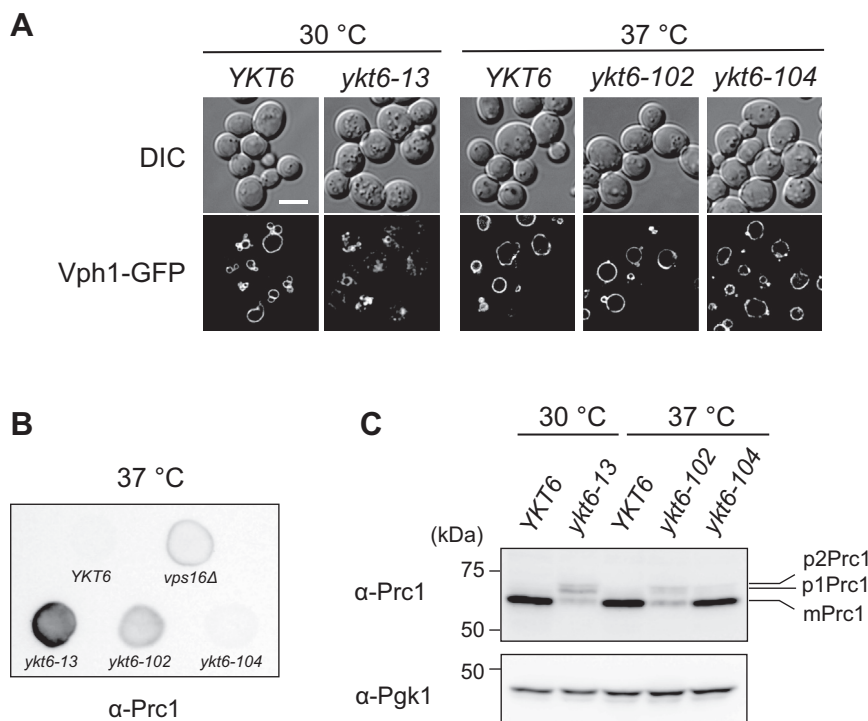 A
30 °C 37 °C
YKT6 ykt6-13 YKT6 ykt6-102 ykt6-104
DIC
Vph1-GFP
B
37 °C
YKT6 vps16Δ
ykt6-13 ykt6-102 ykt6-104
α-Prc1
C
30 °C 37 °C
YKT6 ykt6-13 YKT6 ykt6-102 ykt6-104
(kDa)
75
α-Prc1
50
p2Prc1
p1Prc1
mPrc1
50
α-Pgk1